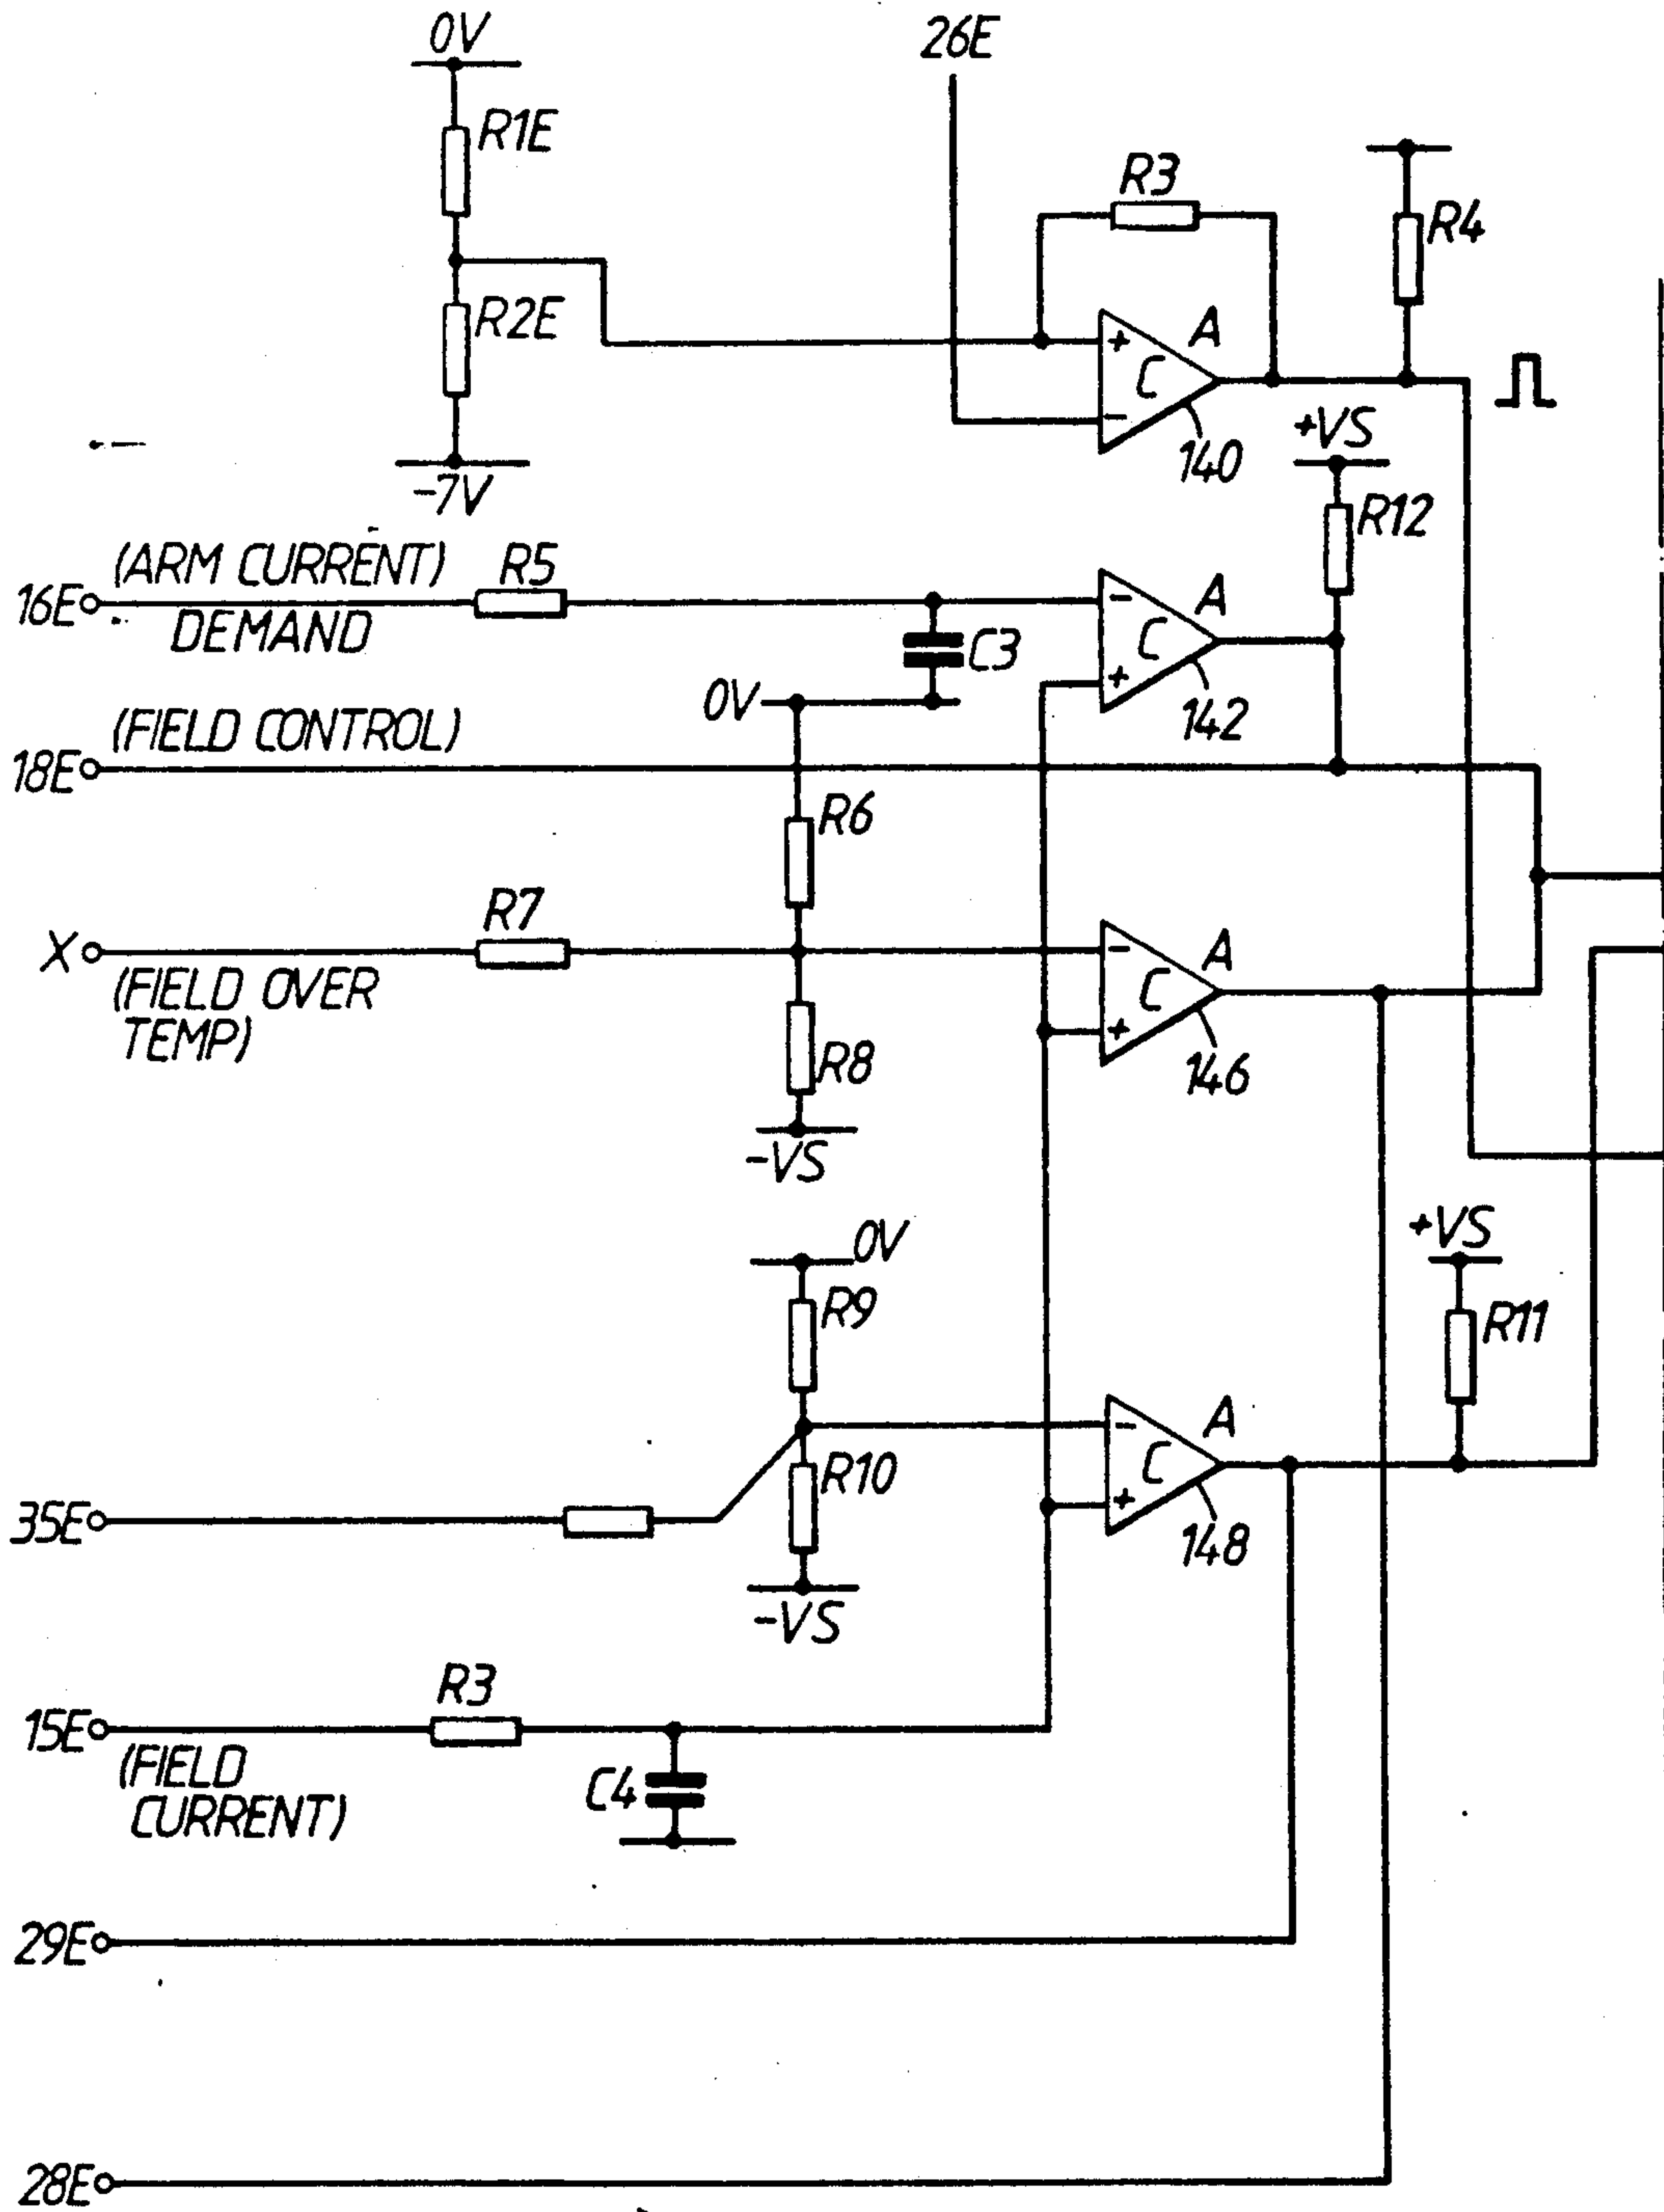 0V
26E
R1E
R3
R4
R2E
+
A
C
-
140
+VS
-7V
R12
(ARM CURRENT)
R5
16E
DEMAND
-
A
C
C3
+
142
0V
(FIELD CONTROL)
18E
R6
R7
X
-
A
(FIELD OVER
TEMP)
C
+
R8
146
-VS
0V
+VS
R9
R11
-
A
C
R10
+
35E
148
-VS
R3
15E
(FIELD
CURRENT)
C4
29E
28E